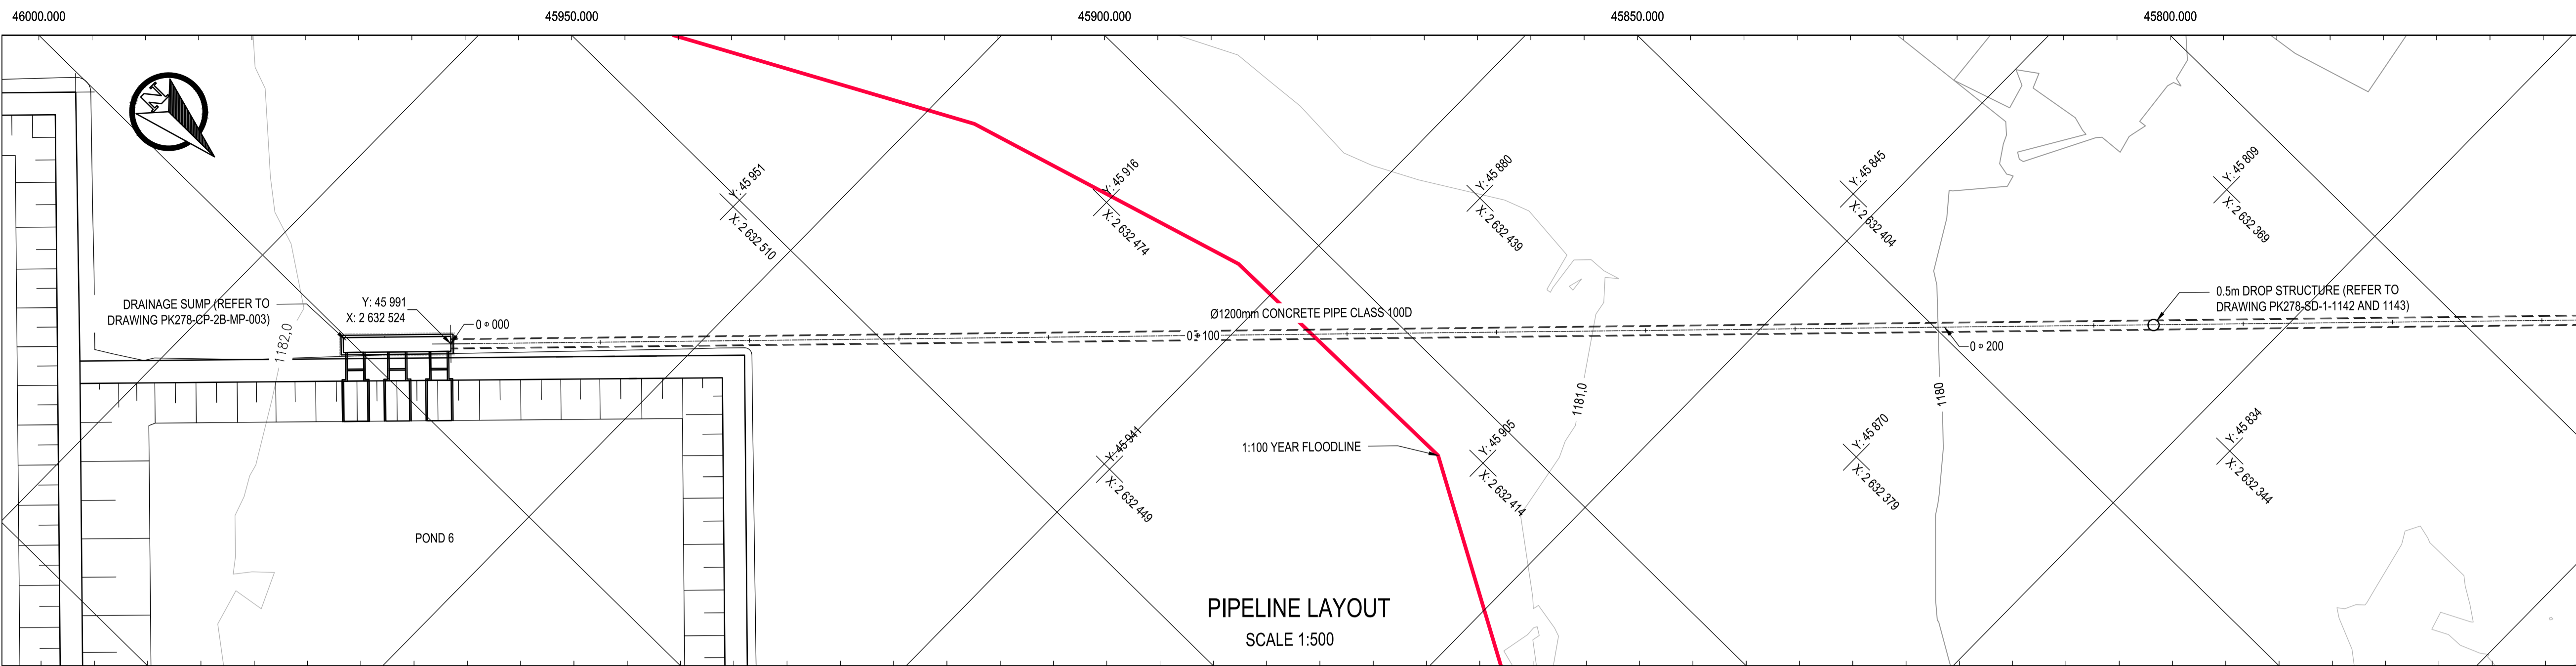 46000.000
45950.000
45900.000
45850.000
45800.000
N
Y: 45 951
X: 2 632 510
Y: 45 916
X: 2 632 474
Y: 45 880
X: 2 632 439
Y: 45 845
X: 2 632 404
Y: 45 809
X: 2 632 369
DRAINAGE SUMP (REFER TO
DRAWING PK278-CP-2B-MP-003)
1182,0
Y: 45 991
X: 2 632 524
0+000
Ø1200mm CONCRETE PIPE CLASS 100D
0+100
0+200
0.5m DROP STRUCTURE (REFER TO
DRAWING PK278-SD-1-1142 AND 1143)
1181,0
1180
1:100 YEAR FLOODLINE
Y: 45 941
X: 2 632 449
Y: 45 905
X: 2 632 414
Y: 45 870
X: 2 632 379
Y: 45 834
X: 2 632 344
POND 6
PIPELINE LAYOUT
SCALE 1:500